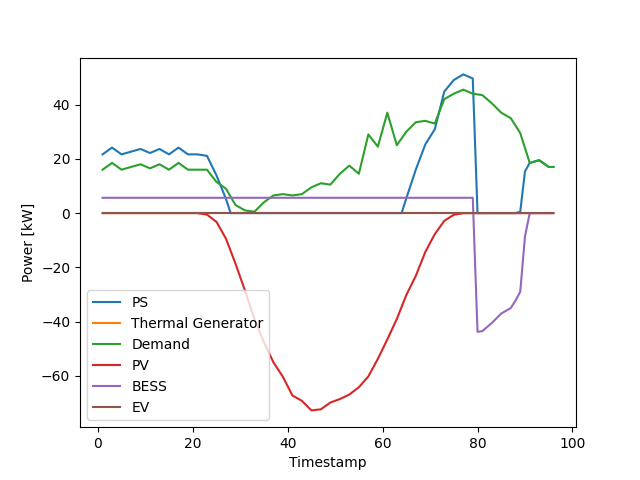 Power [kW]
40
20
0
−20
−40
−60
PS
Thermal Generator
Demand
PV
BESS
EV
0 20 40 60 80 100
Timestamp